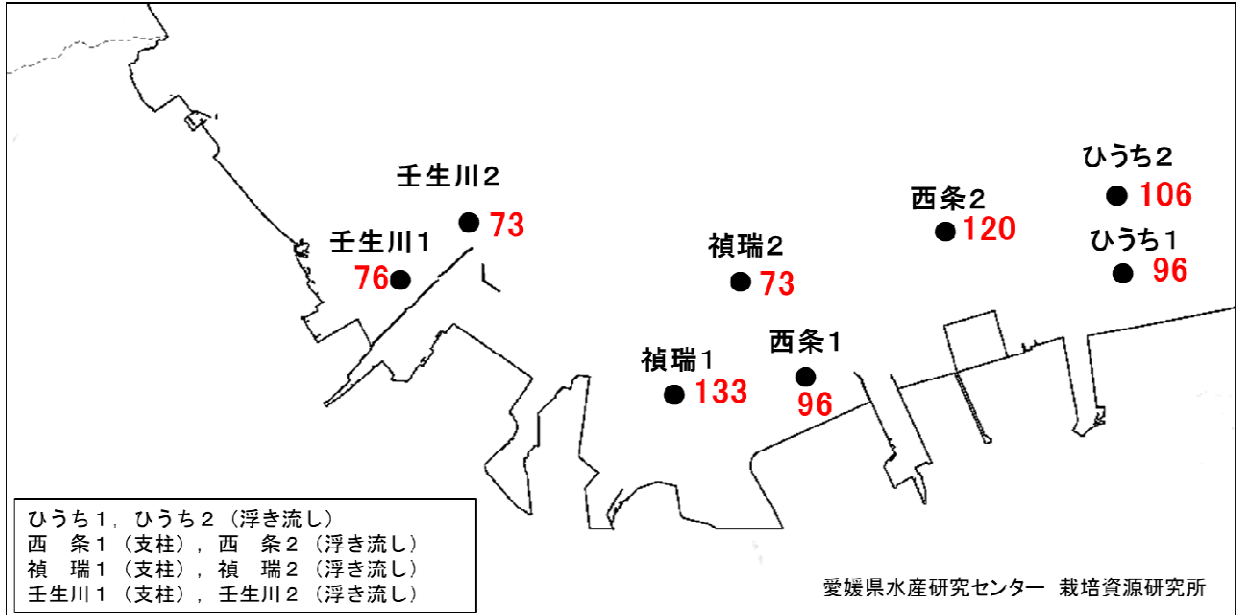 ひうち2
106
壬生川2
73
西条2
120
壬生川1
76
禎瑞2
73
ひうち1
96
禎瑞1
133
西条1
96
ひうち1, ひうち2 (浮き流し)
西　条1 (支柱) , 西　条2 (浮き流し)
禎　瑞1 (支柱) , 禎　瑞2 (浮き流し)
壬生川1 (支柱) , 壬生川2 (浮き流し)
愛媛県水産研究センター 栽培資源研究所